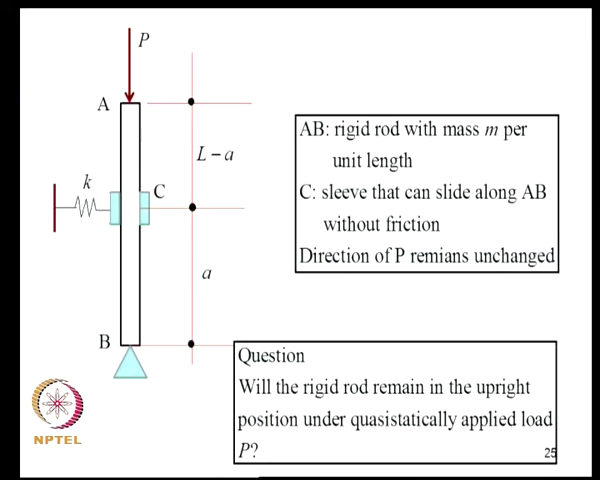 P
A
L – a
k
C
a
B
AB: rigid rod with mass m per
unit length
C: sleeve that can slide along AB
without friction
Direction of P remians unchanged
Question
Will the rigid rod remain in the upright
position under quasistatically applied load
P?
25
NPTEL